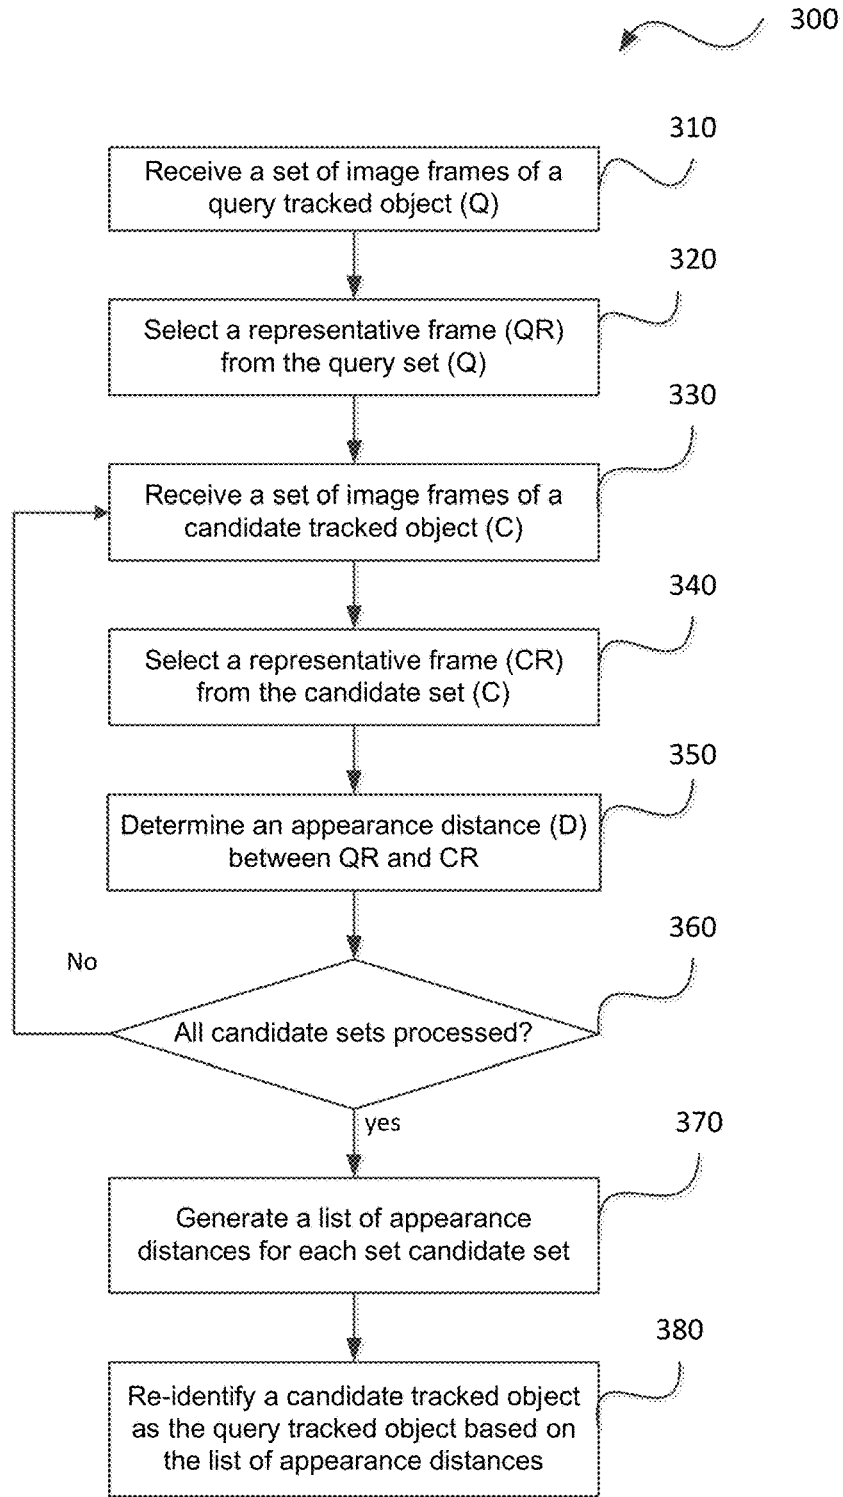 300
310
Receive a set of image frames of a
query tracked object (Q)
320
Select a representative frame (QR)
from the query set (Q)
330
Receive a set of image frames of a
candidate tracked object (C)
340
Select a representative frame (CR)
from the candidate set (C)
350
Determine an appearance distance (D)
between QR and CR
360
No
All candidate sets processed?
yes
370
Generate a list of appearance
distances for each set candidate set
380
Re-identify a candidate tracked object
as the query tracked object based on
the list of appearance distances